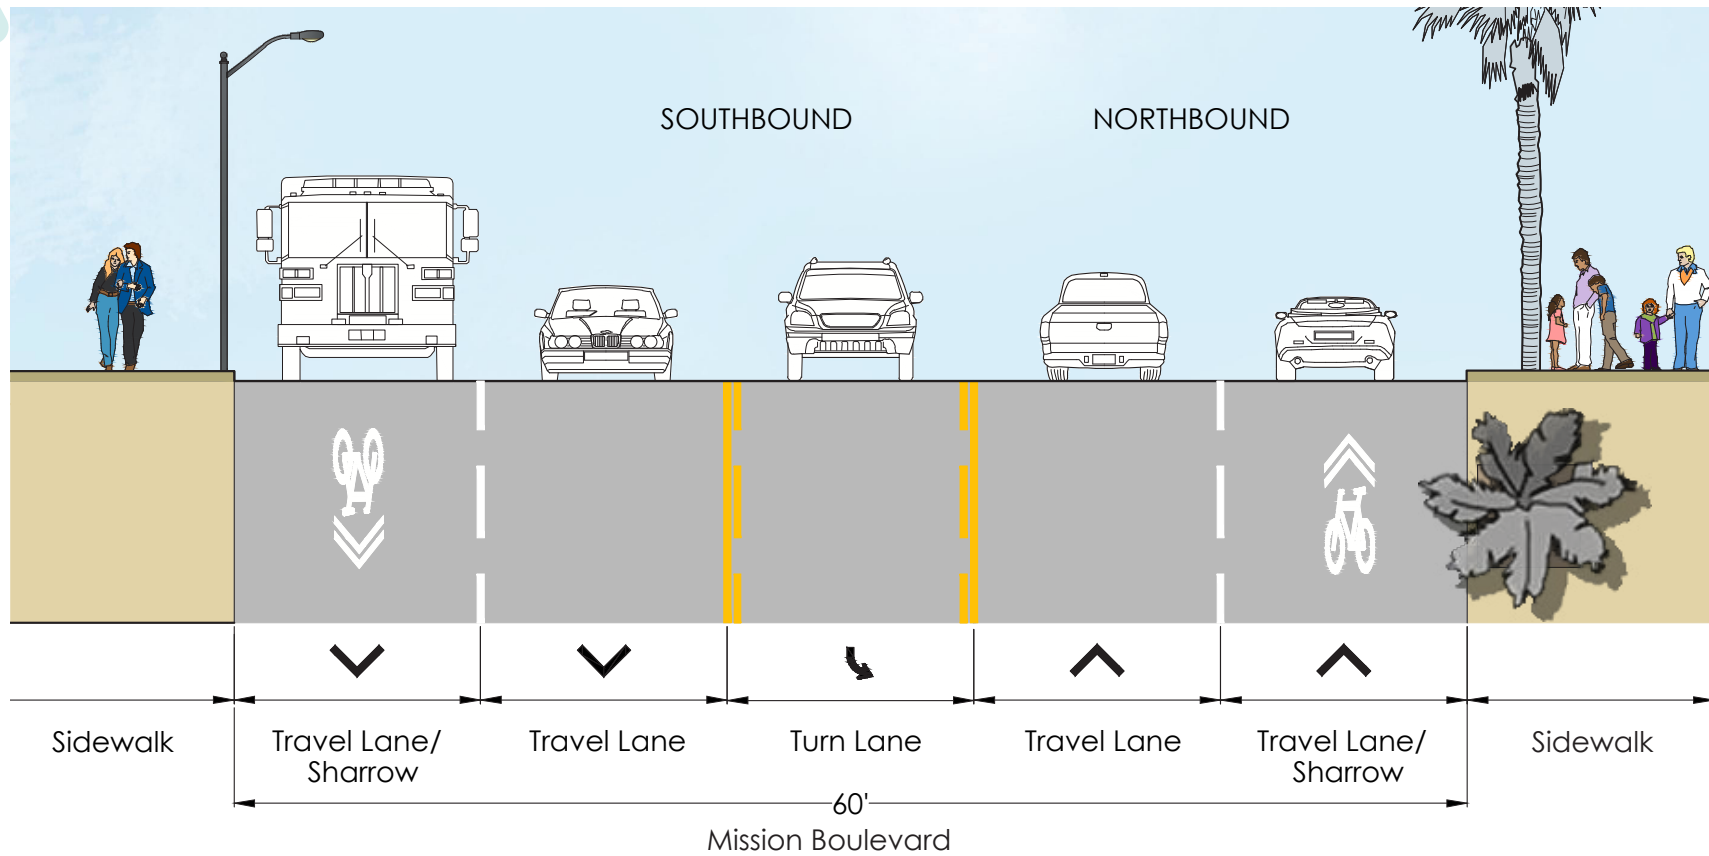 SOUTHBOUND
NORTHBOUND
Sidewalk
Travel Lane/
Sharrow
Travel Lane
Turn Lane
Travel Lane
Travel Lane/
Sharrow
Sidewalk
60'
Mission Boulevard